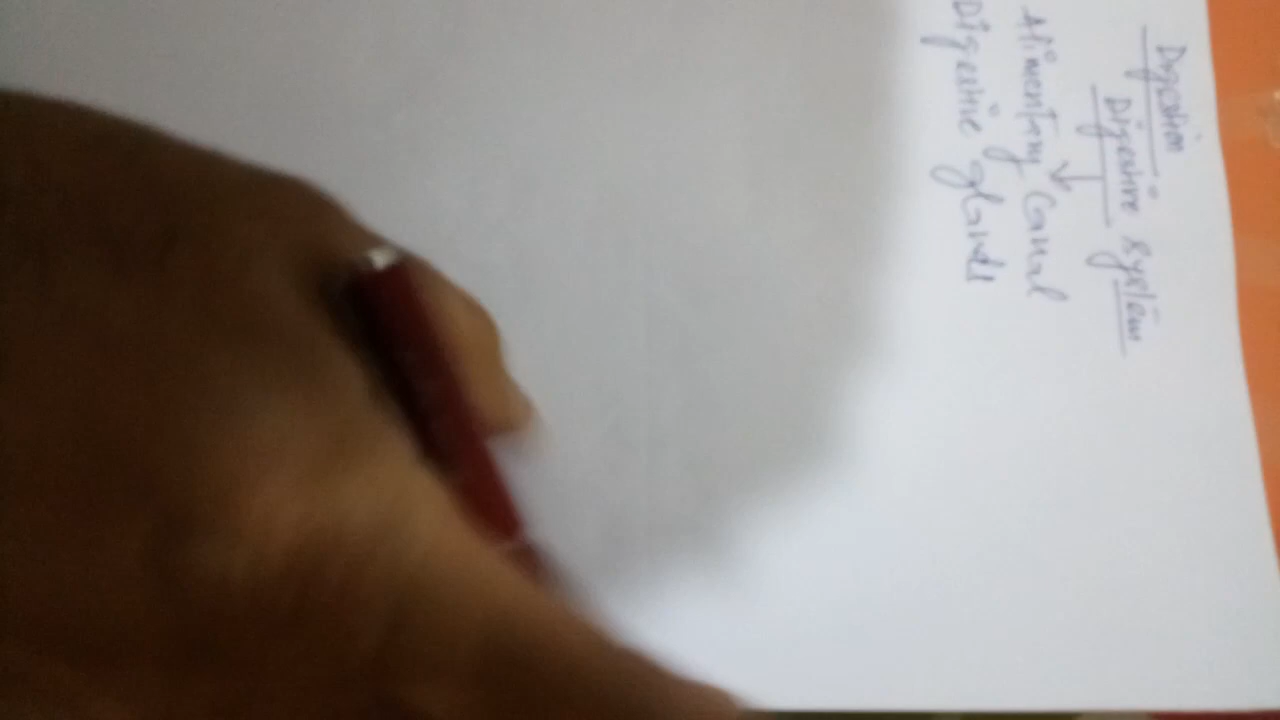 Digestion
Digestive System
↓
Alimentary Canal
Digestive glands